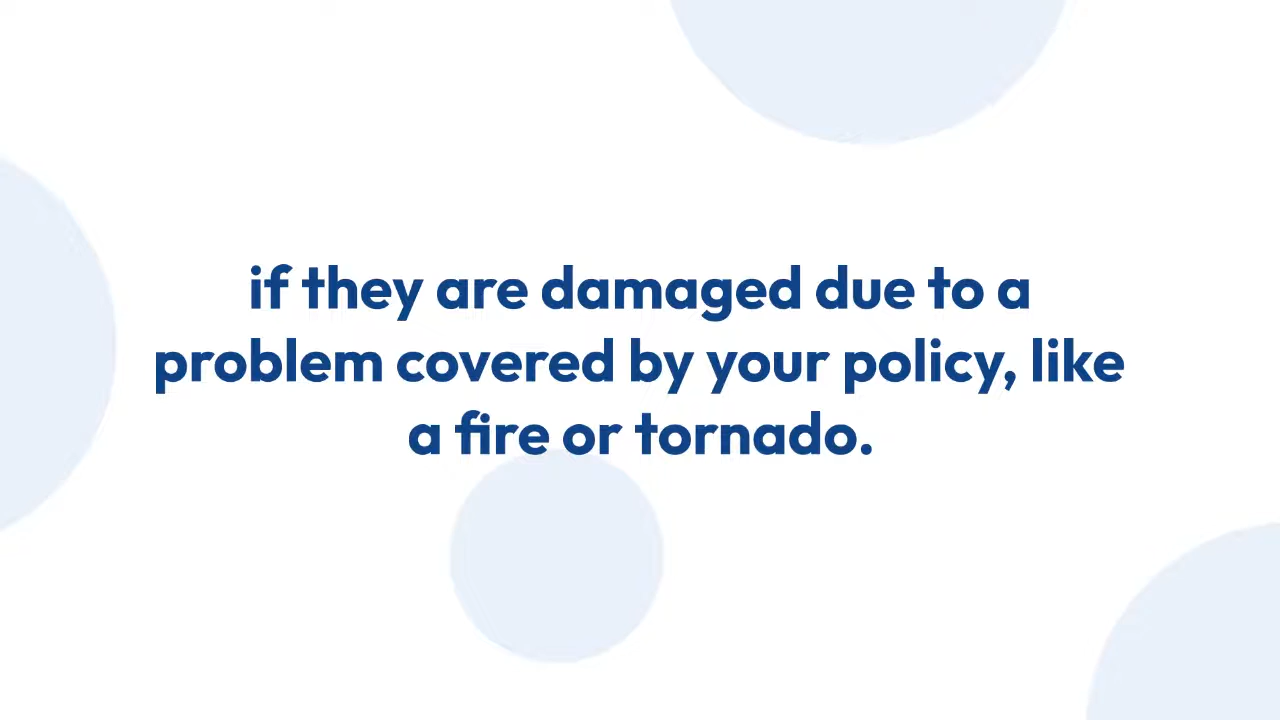 if they are damaged due to a
problem covered by your policy, like
a fire or tornado.